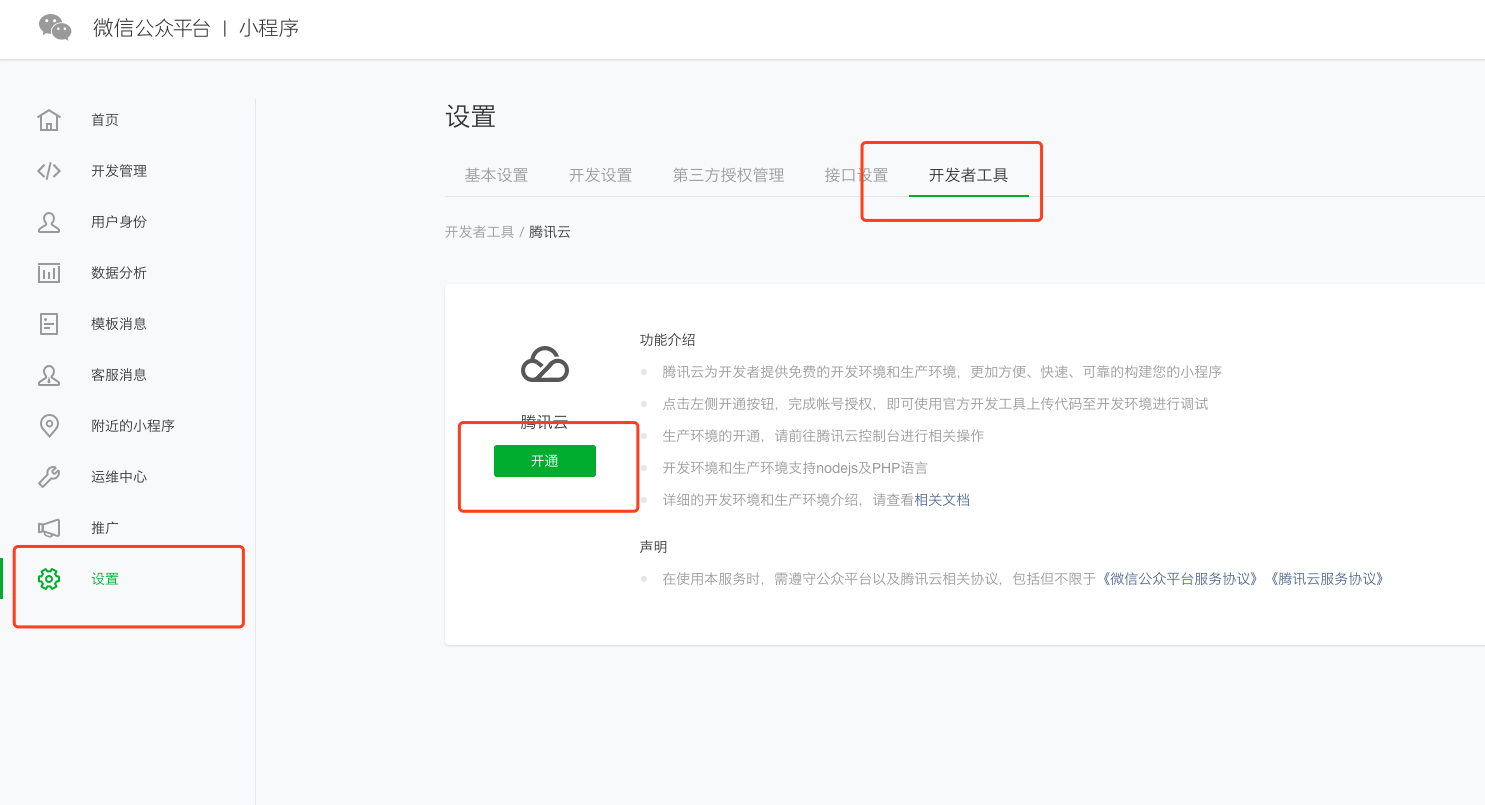 微信公众平台 | 小程序
首页
开发管理
用户身份
数据分析
模板消息
客服消息
附近的小程序
运维中心
推广
设置
设置
基本设置 开发设置 第三方授权管理 接口设置 开发者工具
开发者工具 / 腾讯云
腾讯云
开通
功能介绍
腾讯云为开发者提供免费的开发环境和生产环境，更加方便、快速、可靠的构建您的小程序
点击左侧开通按钮，完成帐号授权，即可使用官方开发工具上传代码至开发环境进行调试
生产环境的开通，请前往腾讯云控制台进行相关操作
开发环境和生产环境支持nodejs及PHP语言
详细的开发环境和生产环境介绍，请查看相关文档
声明
在使用本服务时，需遵守公众平台以及腾讯云相关协议，包括但不限于《微信公众平台服务协议》《腾讯云服务协议》